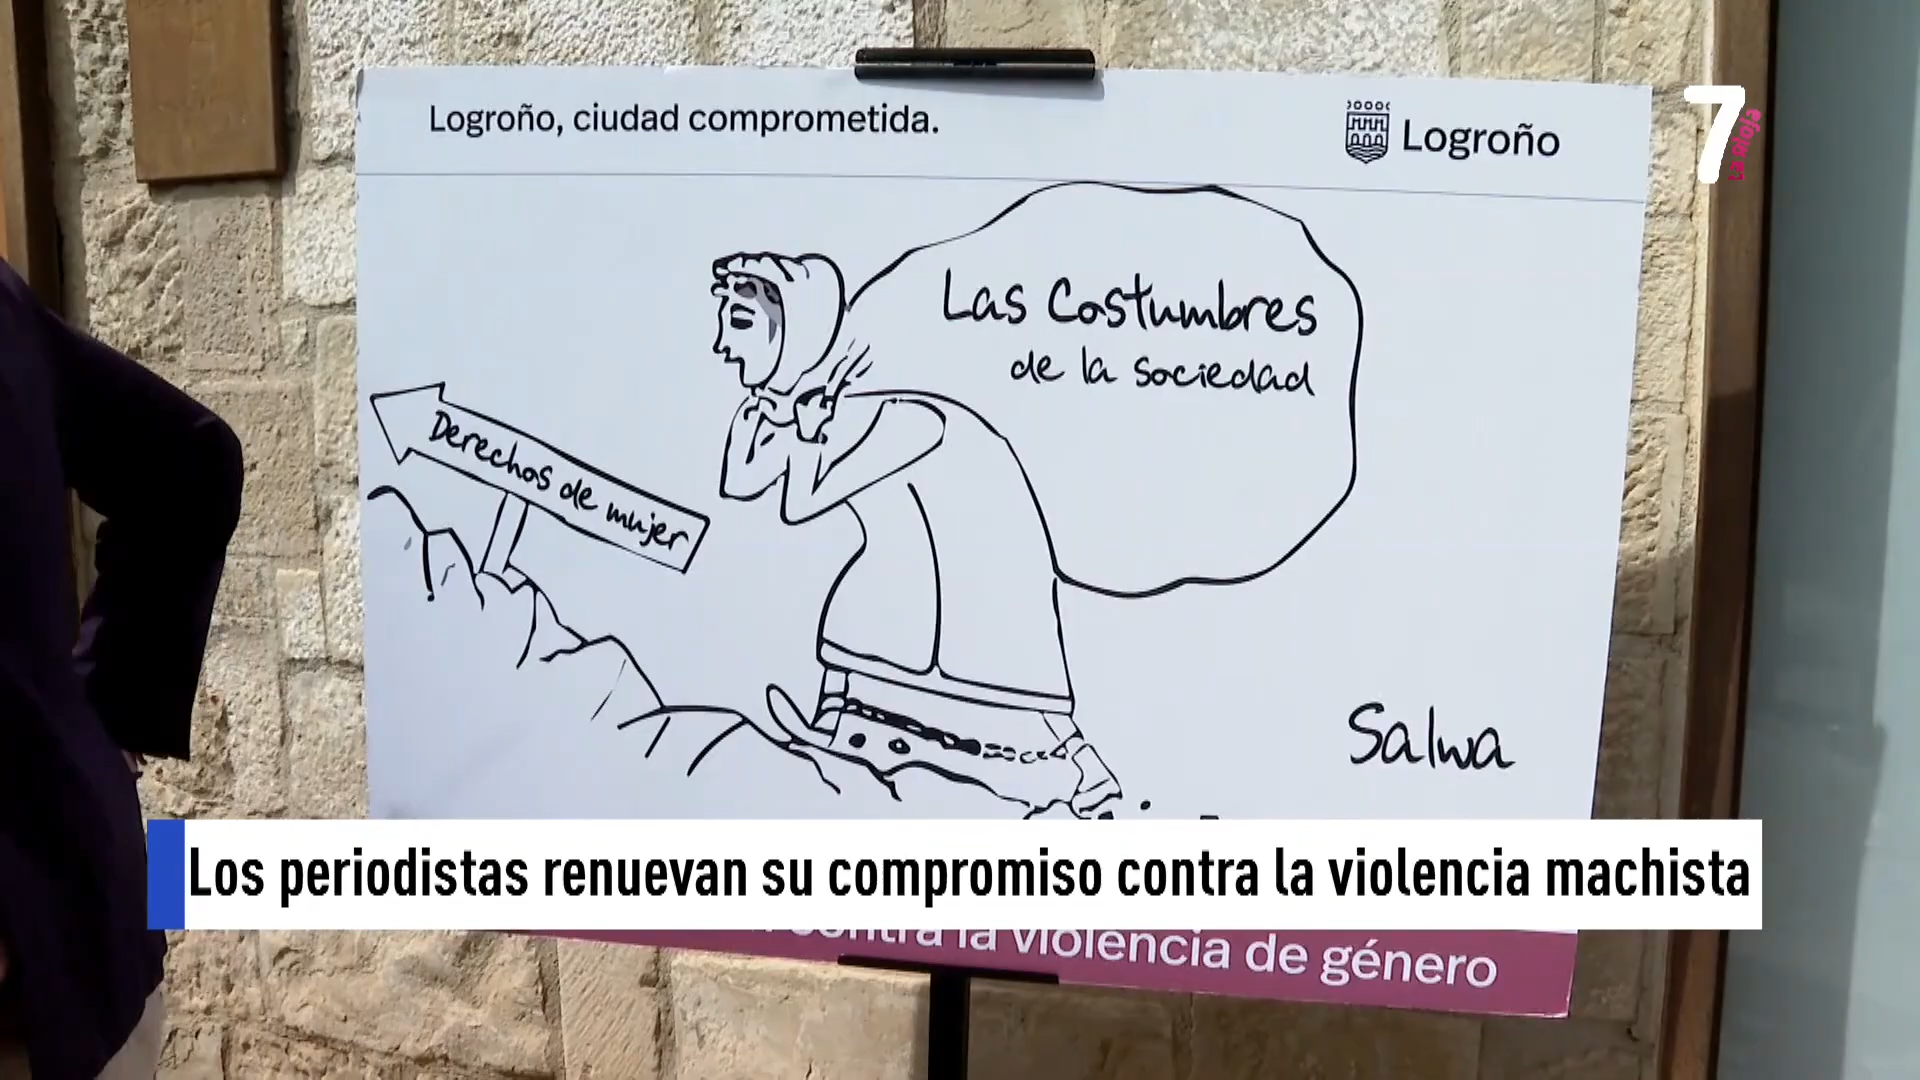 Logroño, ciudad comprometida.
Logroño
7
La Rioja
Las Costumbres
de la sociedad
Derechos de mujer
Salwa
Los periodistas renuevan su compromiso contra la violencia machista
contra la violencia de género